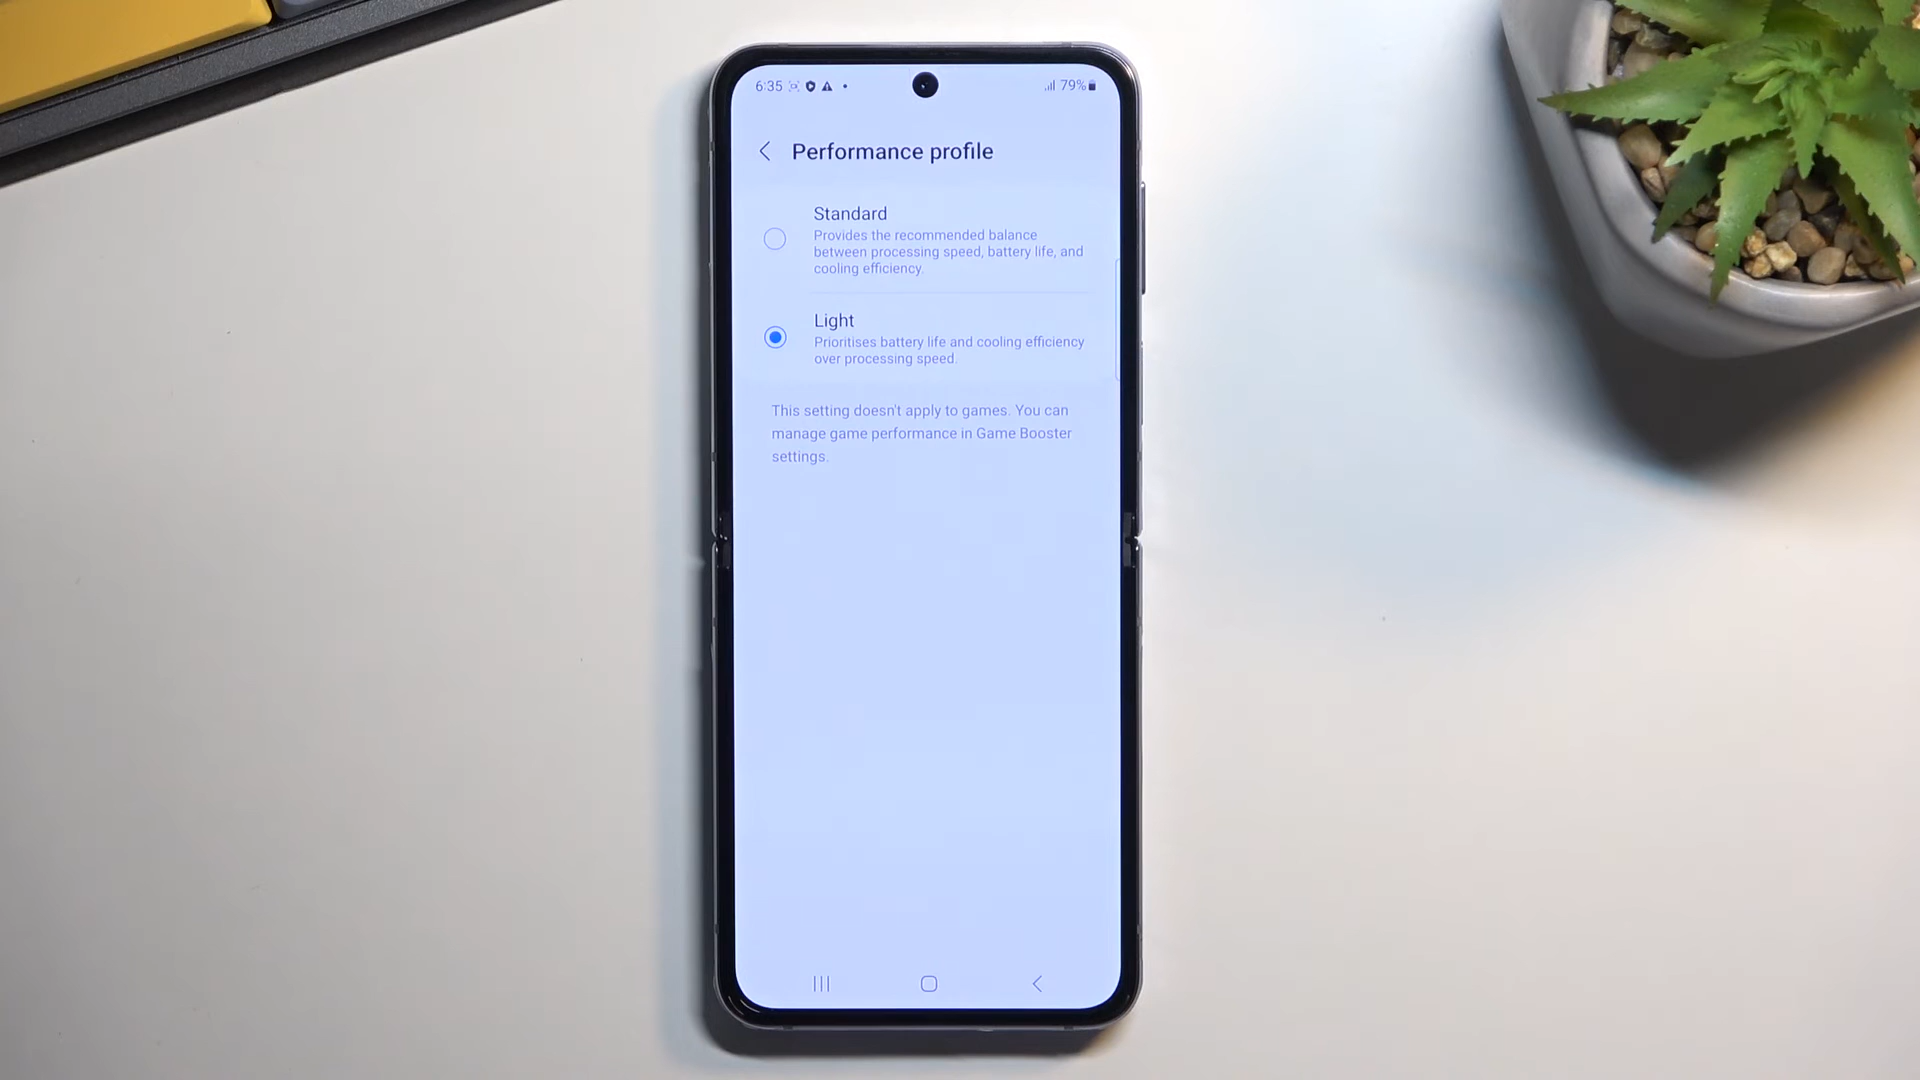 6:35
79%
Performance profile
Standard
Provides the recommended balance
between processing speed, battery life, and
cooling efficiency.
Light
Prioritises battery life and cooling efficiency
over processing speed.
This setting doesn't apply to games. You can
manage game performance in Game Booster
settings.